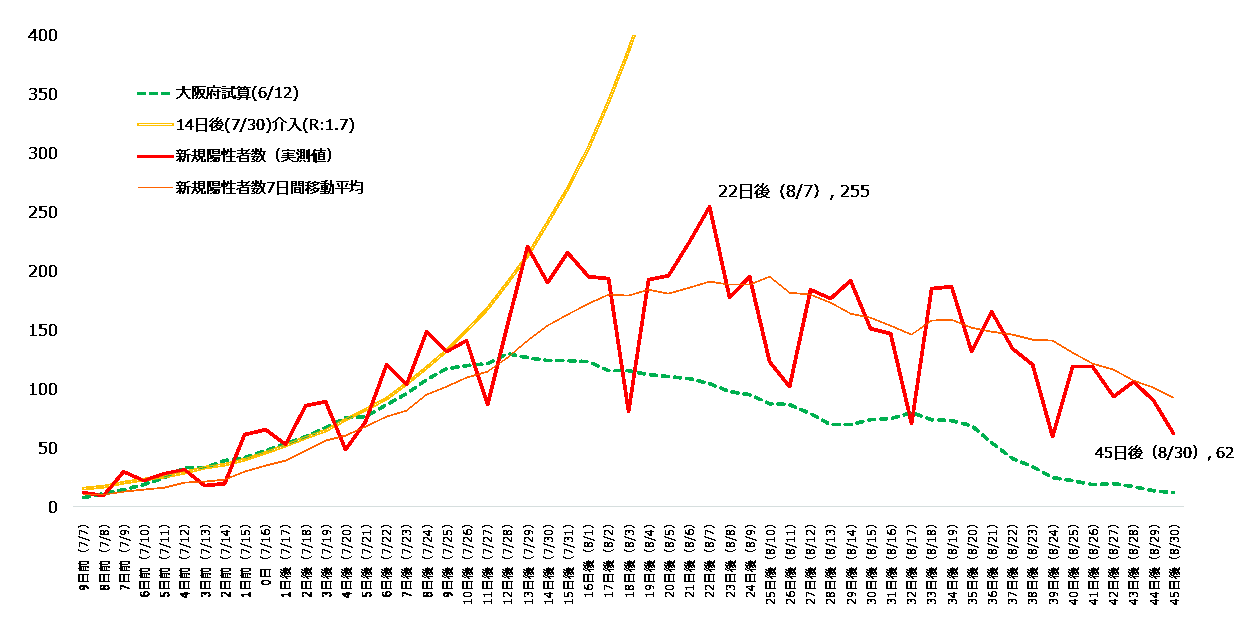 400
350
300
250
200
150
100
50
0
大阪府試算(6/12)
14日後(7/30)介入(R:1.7)
新規陽性者数（実測値）
新規陽性者数7日間移動平均
22日後（8/7）, 255
45日後（8/30）, 62
9日前（7/7）
8日前（7/8）
7日前（7/9）
6日前（7/10）
5日前（7/11）
4日前（7/12）
3日前（7/13）
2日前（7/14）
1日前（7/15）
0日（7/16）
1日後（7/17）
2日後（7/18）
3日後（7/19）
4日後（7/20）
5日後（7/21）
6日後（7/22）
7日後（7/23）
8日後（7/24）
9日後（7/25）
10日後（7/26）
11日後（7/27）
12日後（7/28）
13日後（7/29）
14日後（7/30）
15日後（7/31）
16日後（8/1）
17日後（8/2）
18日後（8/3）
19日後（8/4）
20日後（8/5）
21日後（8/6）
22日後（8/7）
23日後（8/8）
24日後（8/9）
25日後（8/10）
26日後（8/11）
27日後（8/12）
28日後（8/13）
29日後（8/14）
30日後（8/15）
31日後（8/16）
32日後（8/17）
33日後（8/18）
34日後（8/19）
35日後（8/20）
36日後（8/21）
37日後（8/22）
38日後（8/23）
39日後（8/24）
40日後（8/25）
41日後（8/26）
42日後（8/27）
43日後（8/28）
44日後（8/29）
45日後（8/30）